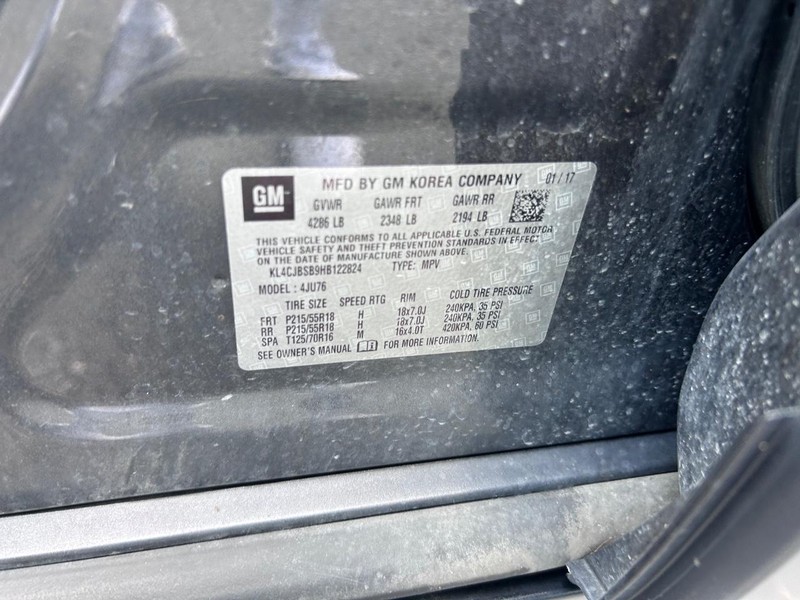 GM MFD BY GM KOREA COMPANY 01/17
GVWR GAWR FRT GAWR RR
4286 LB 2348 LB 2194 LB
THIS VEHICLE CONFORMS TO ALL APPLICABLE U.S. FEDERAL MOTOR
VEHICLE SAFETY AND THEFT PREVENTION STANDARDS IN EFFECT ON THE DATE OF MANUFACTURE SHOWN ABOVE.
KL4CJBSB9HB122824 TYPE: MPV
MODEL: 4JU76
TIRE SIZE SPEED RTG RIM COLD TIRE PRESSURE
FRT P215/55R18 H 18x7.0J 240KPA, 35 PSI
RR P215/55R18 H 18x7.0J 240KPA, 35 PSI
SPA T125/70R16 M 16x4.0T 420KPA, 60 PSI
SEE OWNER'S MANUAL FOR MORE INFORMATION.